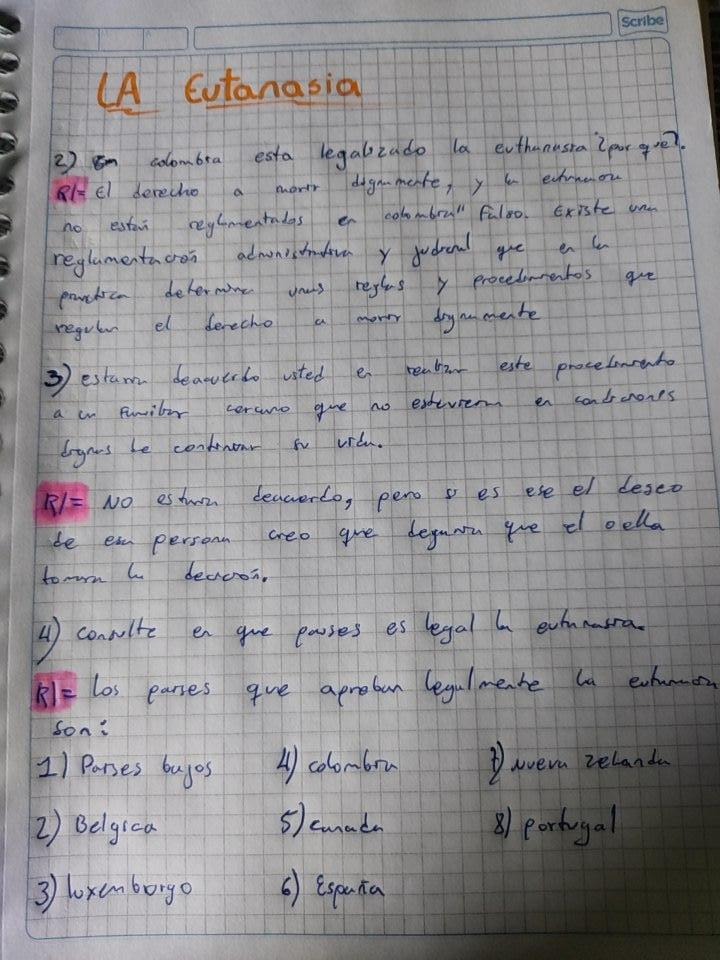 Scribe
LA Eutanasia
2) En colombia esta legalizado la euthanasia ¿por que?.
R/= El derecho a morir dignamente, y la eutanasia
no están reglamentados en colombia" Falso. Existe una
reglamentación administrativa y judicial que en la
practica determina unas reglas y procedimientos que
regulan el derecho a morir dignamente
3) estaria deacuerdo usted en realizar este procedimiento
a un familiar cercano que no estuviera en condiciones
dignas de continuar su vida.
R/= NO estaria deacuerdo, pero si es ese el deseo
de esa persona creo que dejaria que el o ella
tomara la decisión.
4) consulte en que paises es legal la eutanasia.
R/= los paises que aprueban legalmente la eutanasia
son:
1) Paises bajos 4) colombia 7) nueva zelanda
2) Belgica 5) canada 8) portugal
3) luxemborgo 6) España